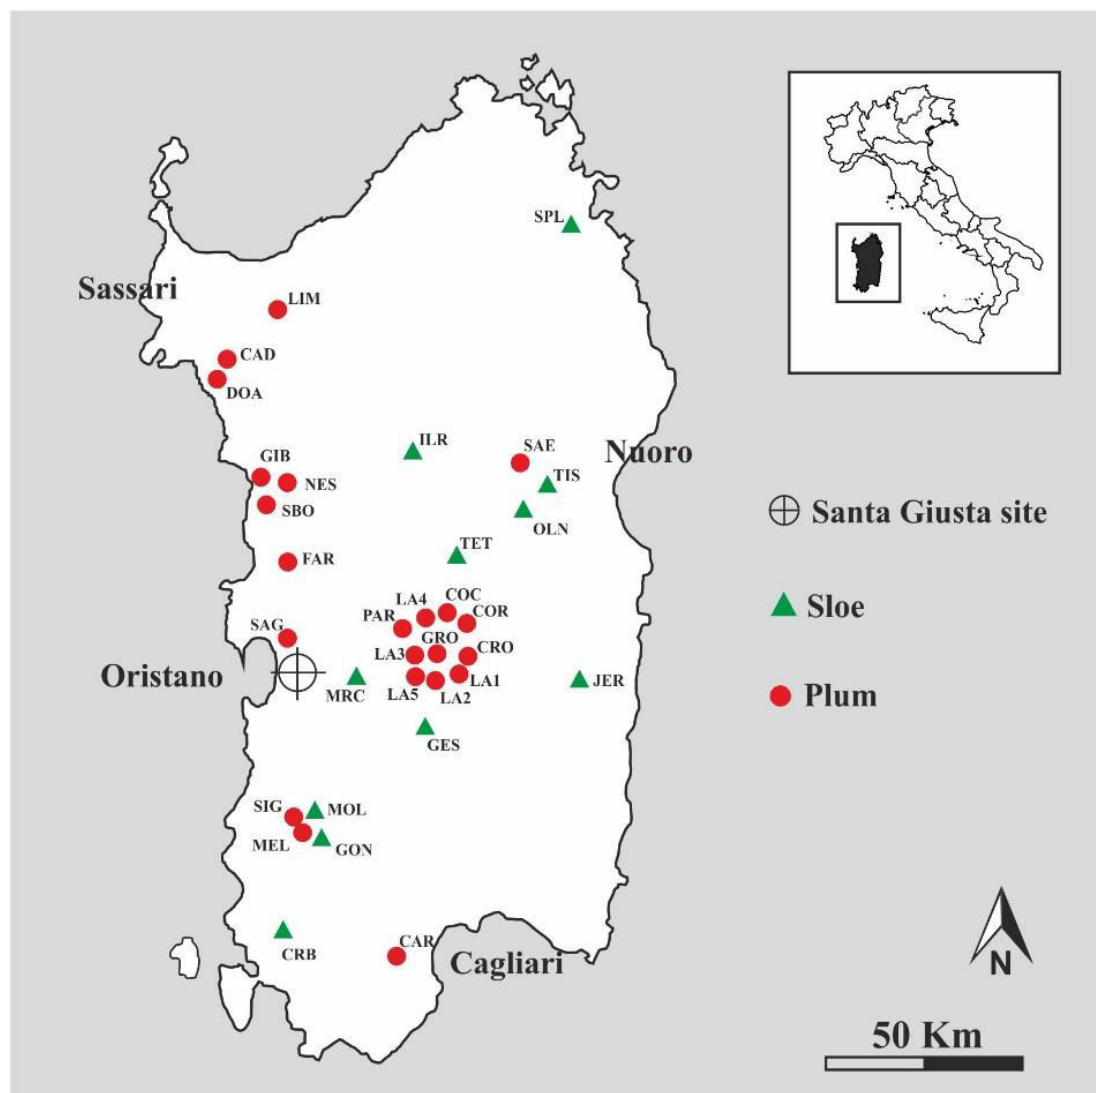 SPL
Sassari
LIM
CAD
DOA
ILR
SAE
Nuoro
GIB
NES
TIS
SBO
OLN
Santa Giusta site
TET
FAR
Sloe
COC
LA4
COR
PAR
SAG
GRO
CRO
LA3
Oristano
MRC
LA5
LA2
LA1
JER
Plum
GES
SIG
MOL
MEL
GON
CAR
CRB
Cagliari
N
50 Km